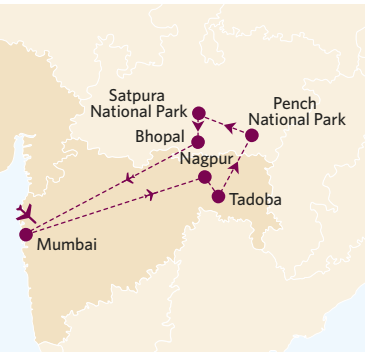 Satpura
National Park
Pench
National Park
Bhopal
Nagpur
Tadoba
Mumbai